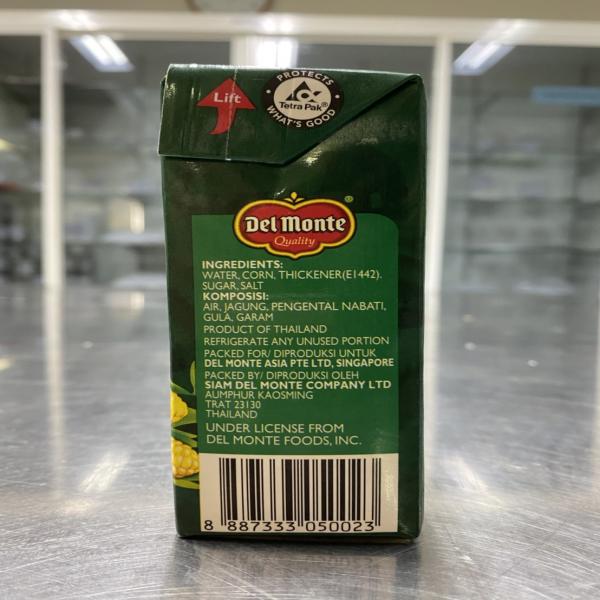 Lift
PROTECTS
Tetra Pak®
WHAT'S GOOD
Del Monte®
Quality
INGREDIENTS:
WATER, CORN, THICKENER(E1442).
SUGAR, SALT
KOMPOSISI:
AIR, JAGUNG, PENGENTAL NABATI,
GULA, GARAM
PRODUCT OF THAILAND
REFRIGERATE ANY UNUSED PORTION
PACKED FOR/ DIPRODUKSI UNTUK
DEL MONTE ASIA PTE LTD, SINGAPORE
PACKED BY/ DIPRODUKSI OLEH
SIAM DEL MONTE COMPANY LTD
AUMPHUR KAOSMING
TRAT 23130
THAILAND
UNDER LICENSE FROM
DEL MONTE FOODS, INC.
8 887333 050023